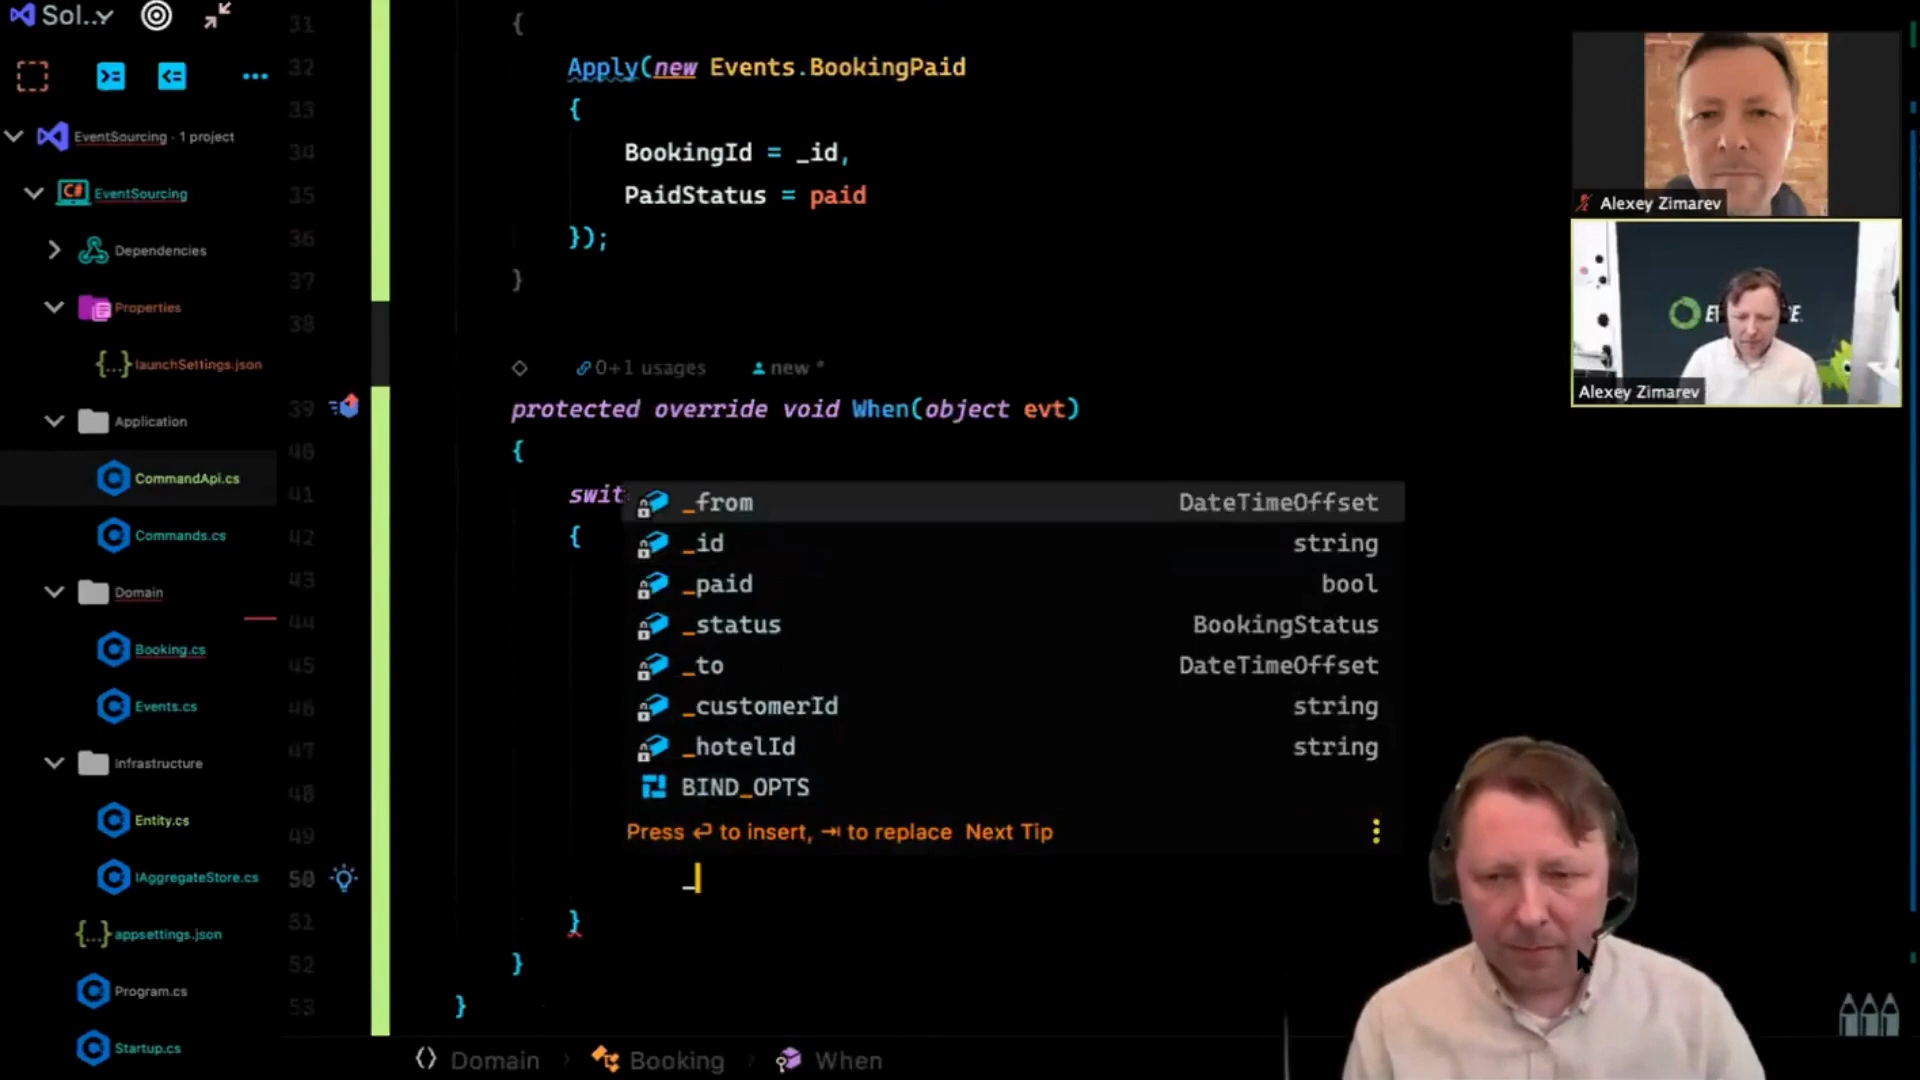 Sol..
EventSourcing · 1 project
EventSourcing
Dependencies
Properties
launchSettings.json
Application
CommandApi.cs
Commands.cs
Domain
Booking.cs
Events.cs
Infrastructure
Entity.cs
IAggregateStore.cs
appsettings.json
Program.cs
Startup.cs
31 {
32 Apply(new Events.BookingPaid
33 {
34 BookingId = _id,
35 PaidStatus = paid
36 });
37 }
38
0+1 usages new *
39 protected override void When(object evt)
40 {
41 swit
42 {
43
44
45
46
47
48
49
_from DateTimeOffset
_id string
_paid bool
_status BookingStatus
_to DateTimeOffset
_customerId string
_hotelId string
BIND_OPTS
Press ↩ to insert, ⇥ to replace Next Tip
50 _
51 }
52 }
53 }
Domain Booking When
Alexey Zimarev
Alexey Zimarev